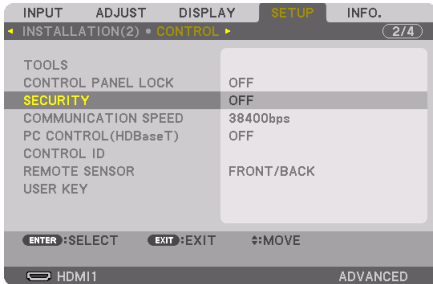 INPUT ADJUST DISPLAY SETUP INFO.
INSTALLATION(2) • CONTROL 2/4
TOOLS
CONTROL PANEL LOCK OFF
SECURITY OFF
COMMUNICATION SPEED 38400bps
PC CONTROL(HDBaseT) OFF
CONTROL ID
REMOTE SENSOR FRONT/BACK
USER KEY
ENTER :SELECT EXIT :EXIT :MOVE
HDMI1 ADVANCED